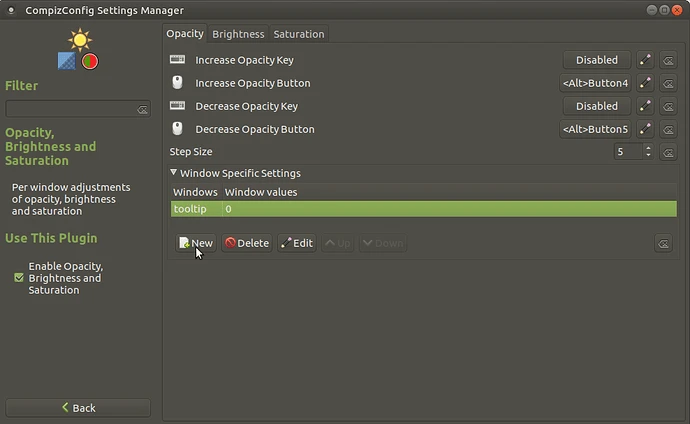 CompizConfig Settings Manager
Filter
Opacity,
Brightness and
Saturation
Per window adjustments
of opacity, brightness
and saturation
Use This Plugin
Enable Opacity,
Brightness and
Saturation
Back
Opacity Brightness Saturation
Increase Opacity Key Disabled
Increase Opacity Button <Alt>Button4
Decrease Opacity Key Disabled
Decrease Opacity Button <Alt>Button5
Step Size 5
Window Specific Settings
Windows Window values
tooltip 0
New Delete Edit Up Down